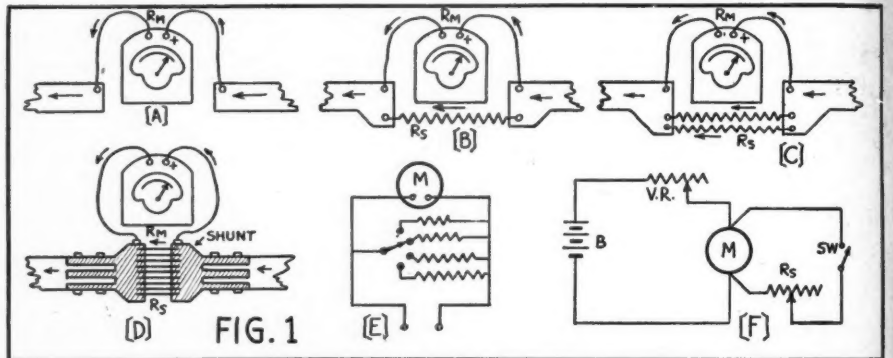 RM
- +
[A]
RM
- +
RS
[B]
RM
- +
RS
[C]
- +
RM
SHUNT
RS
[D]
FIG. 1
M
[E]
V.R.
B
M
SW
RS
[F]